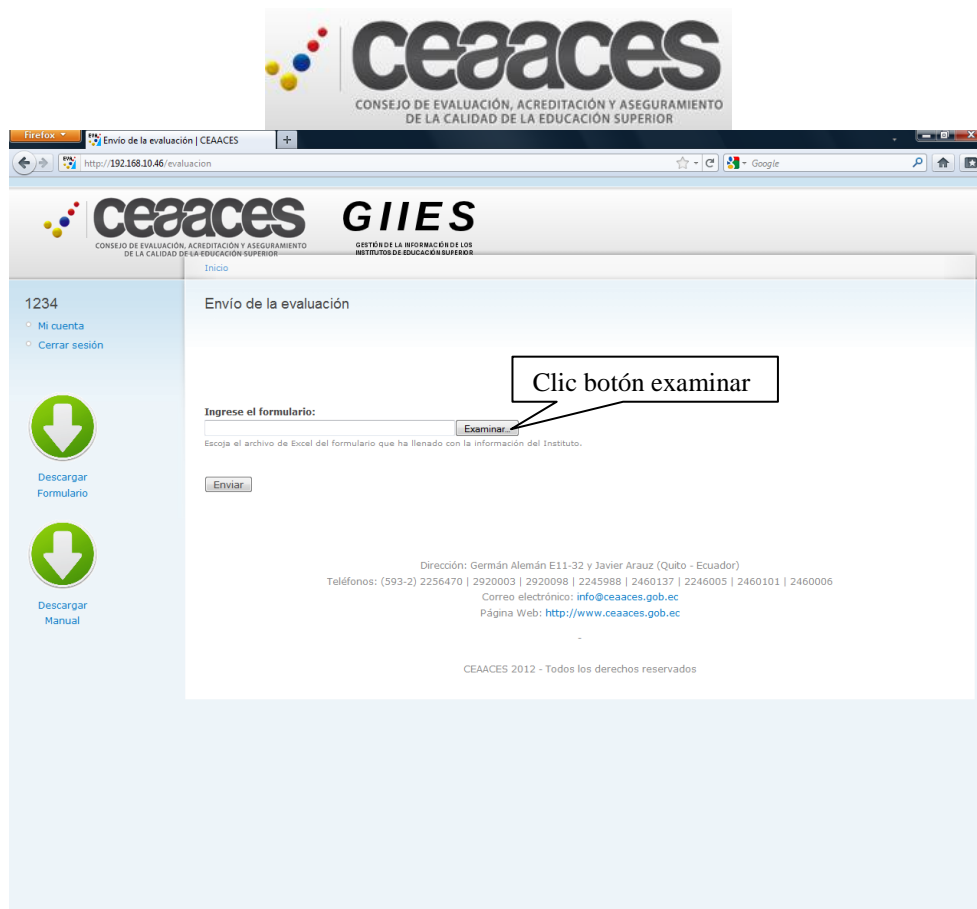 ceaaces
CONSEJO DE EVALUACIÓN, ACREDITACIÓN Y ASEGURAMIENTO
DE LA CALIDAD DE LA EDUCACIÓN SUPERIOR
Firefox
Envío de la evaluación | CEAACES
http://192.168.10.46/evaluacion
Google
ceaaces
CONSEJO DE EVALUACIÓN, ACREDITACIÓN Y ASEGURAMIENTO
DE LA CALIDAD DE LA EDUCACIÓN SUPERIOR
GIIES
GESTIÓN DE LA INFORMACIÓN DE LOS
INSTITUTOS DE EDUCACIÓN SUPERIOR
Inicio
1234
Mi cuenta
Cerrar sesión
Envío de la evaluación
Clic botón examinar
Ingrese el formulario:
Examinar...
Escoja el archivo de Excel del formulario que ha llenado con la información del Instituto.
Enviar
Descargar
Formulario
Descargar
Manual
Dirección: Germán Alemán E11-32 y Javier Arauz (Quito - Ecuador)
Teléfonos: (593-2) 2256470 | 2920003 | 2920098 | 2245988 | 2460137 | 2246005 | 2460101 | 2460006
Correo electrónico: info@ceaaces.gob.ec
Página Web: http://www.ceaaces.gob.ec
-
CEAACES 2012 - Todos los derechos reservados